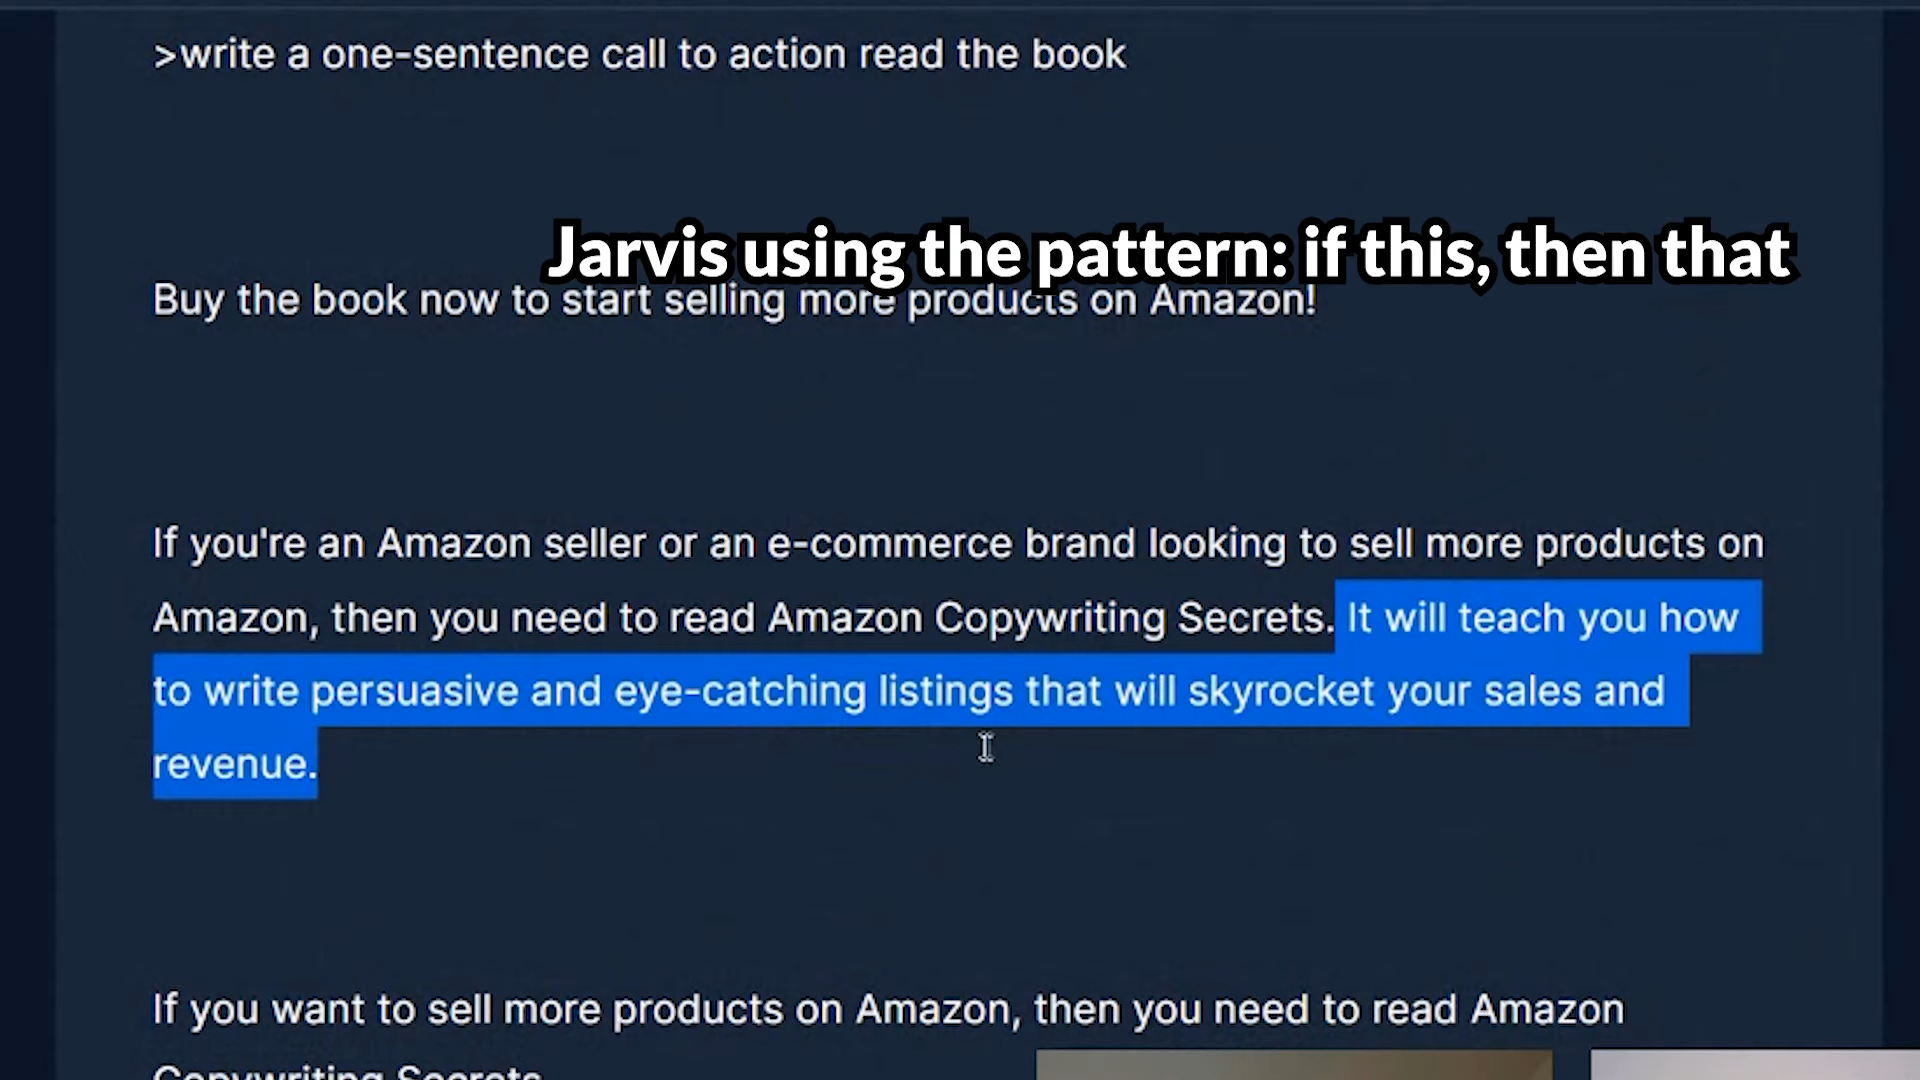 >write a one-sentence call to action read the book
Jarvis using the pattern: if this, then that
Buy the book now to start selling more products on Amazon!
If you're an Amazon seller or an e-commerce brand looking to sell more products on
Amazon, then you need to read Amazon Copywriting Secrets. It will teach you how
to write persuasive and eye-catching listings that will skyrocket your sales and
revenue.
If you want to sell more products on Amazon, then you need to read Amazon
Copywriting Secrets